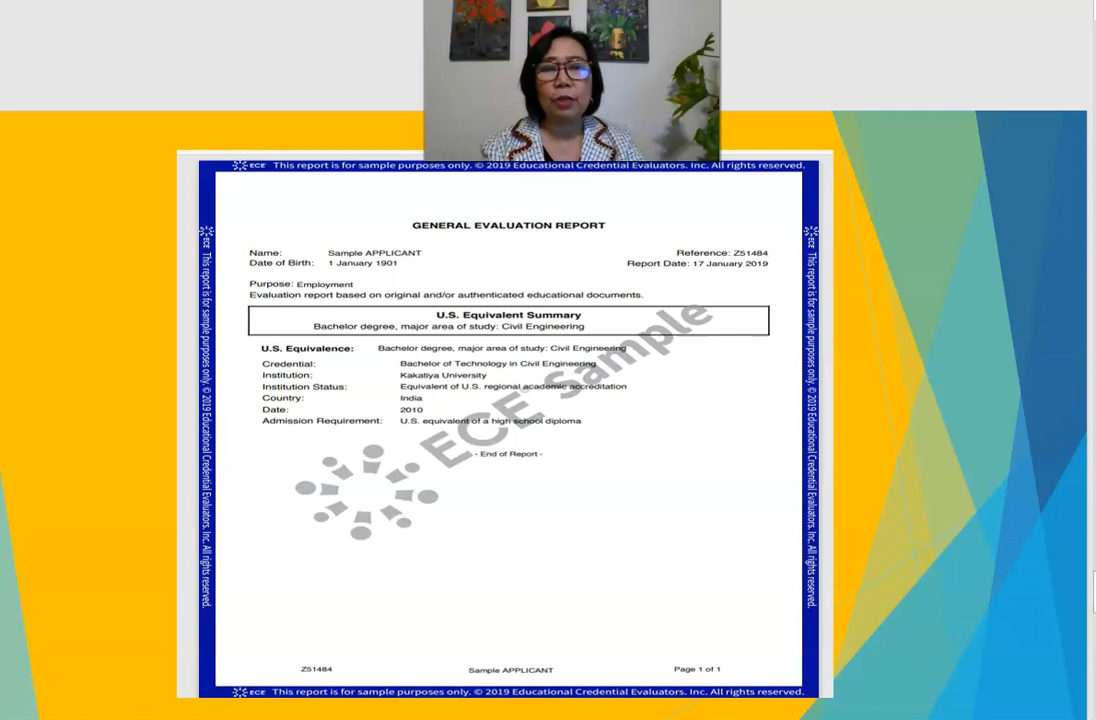 ECE This report is for sample purposes only. © 2019 Educational Credential Evaluators. Inc. All rights reserved.
GENERAL EVALUATION REPORT
Name: Sample APPLICANT Reference: Z51484
Date of Birth: 1 January 1901 Report Date: 17 January 2019
Purpose: Employment
Evaluation report based on original and/or authenticated educational documents.
U.S. Equivalent Summary
Bachelor degree, major area of study: Civil Engineering
U.S. Equivalence: Bachelor degree, major area of study: Civil Engineering
Credential: Bachelor of Technology in Civil Engineering
Institution: Kakatiya University
Institution Status: Equivalent of U.S. regional academic accreditation
Country: India
Date: 2010
Admission Requirement: U.S. equivalent of a high school diploma
- End of Report -
ECE Sample
Z51484 Sample APPLICANT Page 1 of 1
ECE This report is for sample purposes only. © 2019 Educational Credential Evaluators. Inc. All rights reserved.
ECE This report is for sample purposes only. © 2019 Educational Credential Evaluators. Inc. All rights reserved.
ECE This report is for sample purposes only. © 2019 Educational Credential Evaluators. Inc. All rights reserved.